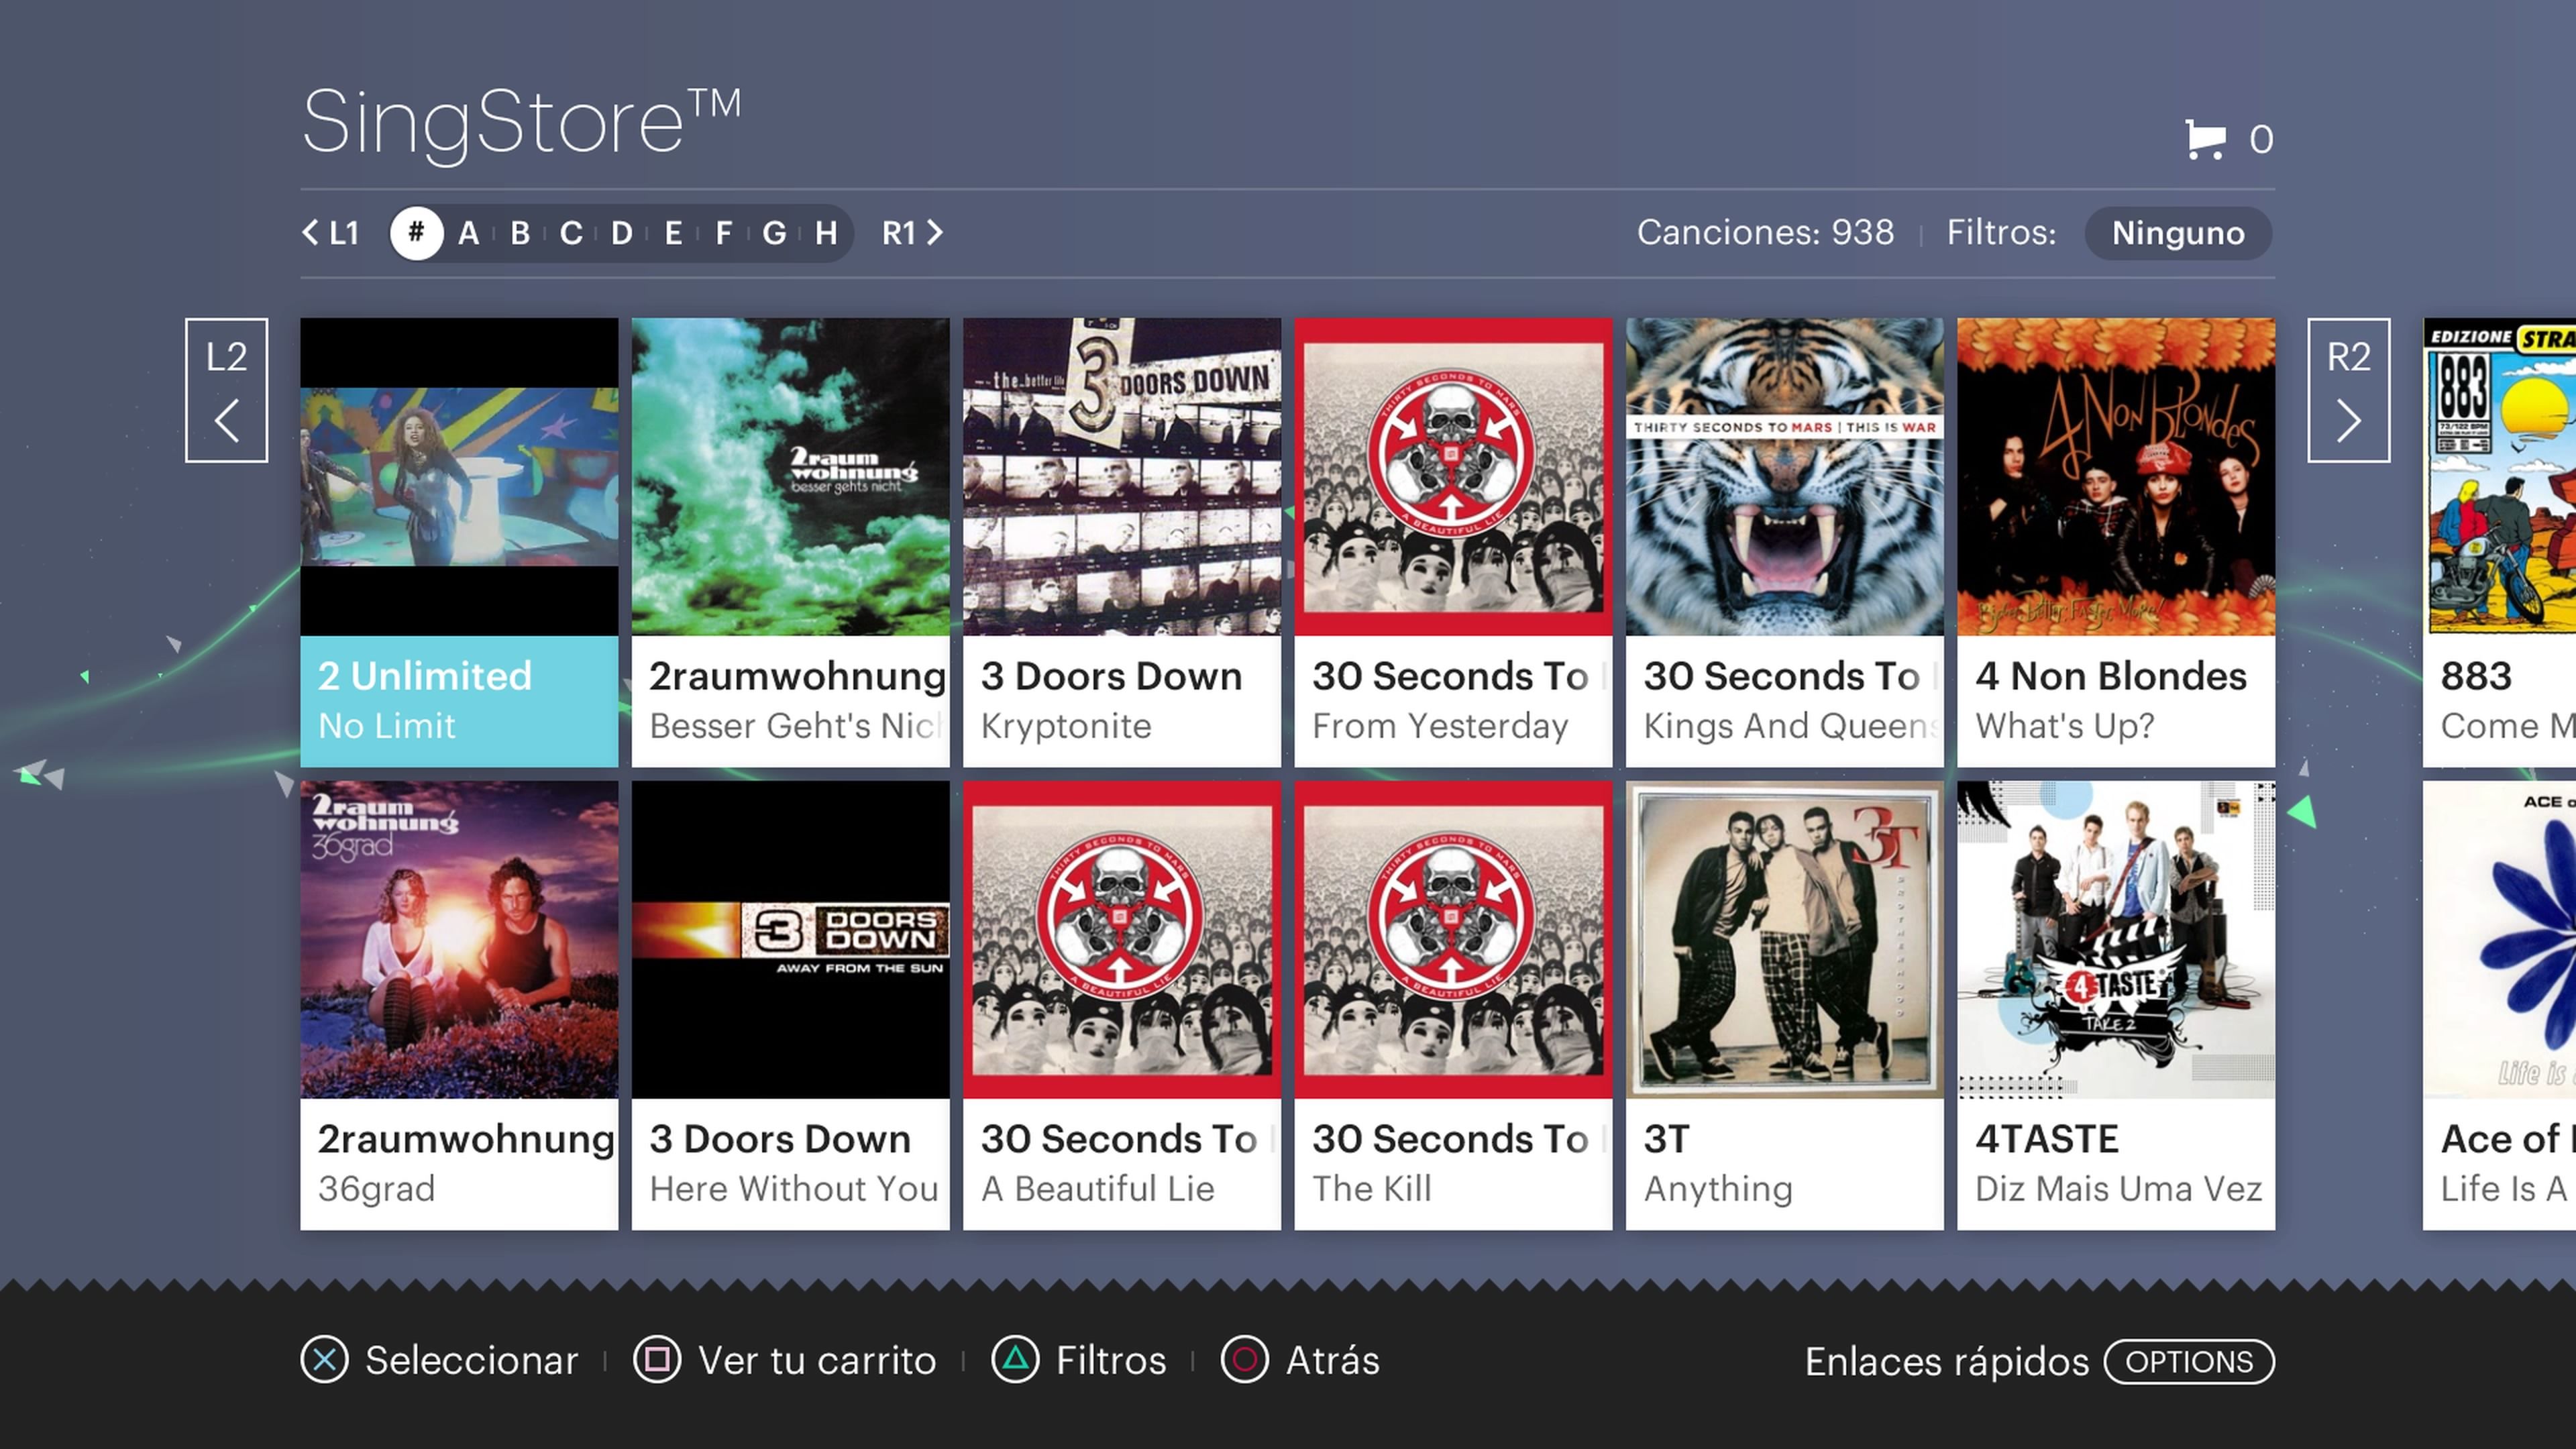 SingStore™
0
L1 # A B C D E F G H R1
Canciones: 938 Filtros: Ninguno
L2
R2
2raum
wohnung
besser gehts nicht
the better life
3 DOORS DOWN
THIRTY SECONDS TO MARS
A BEAUTIFUL LIE
THIRTY SECONDS TO MARS | THIS IS WAR
4 Non Blondes
Bigger, Better, Faster, More!
EDIZIONE STRA
883
73/122 BPM
2 Unlimited
No Limit
2raumwohnung
Besser Geht's Nic
3 Doors Down
Kryptonite
30 Seconds To
From Yesterday
30 Seconds To
Kings And Queens
4 Non Blondes
What's Up?
883
Come M
2raum
wohnung
36grad
3 DOORS
DOWN
AWAY FROM THE SUN
THIRTY SECONDS TO MARS
A BEAUTIFUL LIE
THIRTY SECONDS TO MARS
A BEAUTIFUL LIE
3T
BROTHERHOOD
4TASTE
TAKE 2
ACE o
Life is
2raumwohnung
36grad
3 Doors Down
Here Without You
30 Seconds To
A Beautiful Lie
30 Seconds To
The Kill
3T
Anything
4TASTE
Diz Mais Uma Vez
Ace of
Life Is A
Seleccionar
Ver tu carrito
Filtros
Atrás
Enlaces rápidos OPTIONS